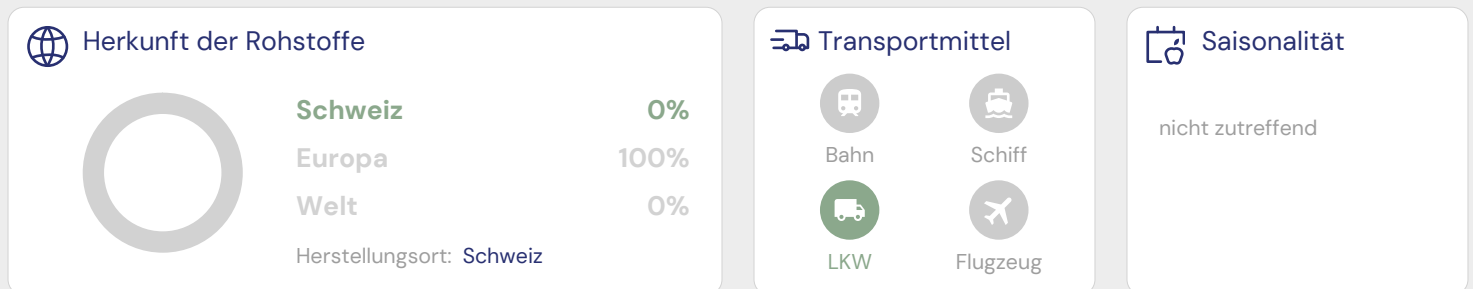 Herkunft der Rohstoffe
Schweiz 0%
Europa 100%
Welt 0%
Herstellungsort: Schweiz
Transportmittel
Bahn Schiff
LKW Flugzeug
Saisonalität
nicht zutreffend